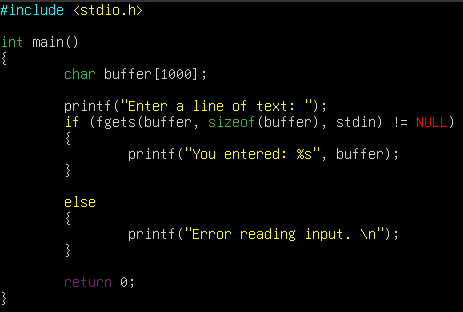 #include <stdio.h>
int main()
{
char buffer[1000];
printf("Enter a line of text: ");
if (fgets(buffer, sizeof(buffer), stdin) != NULL)
{
printf("You entered: %s", buffer);
}
else
{
printf("Error reading input. \n");
}
return 0;
}